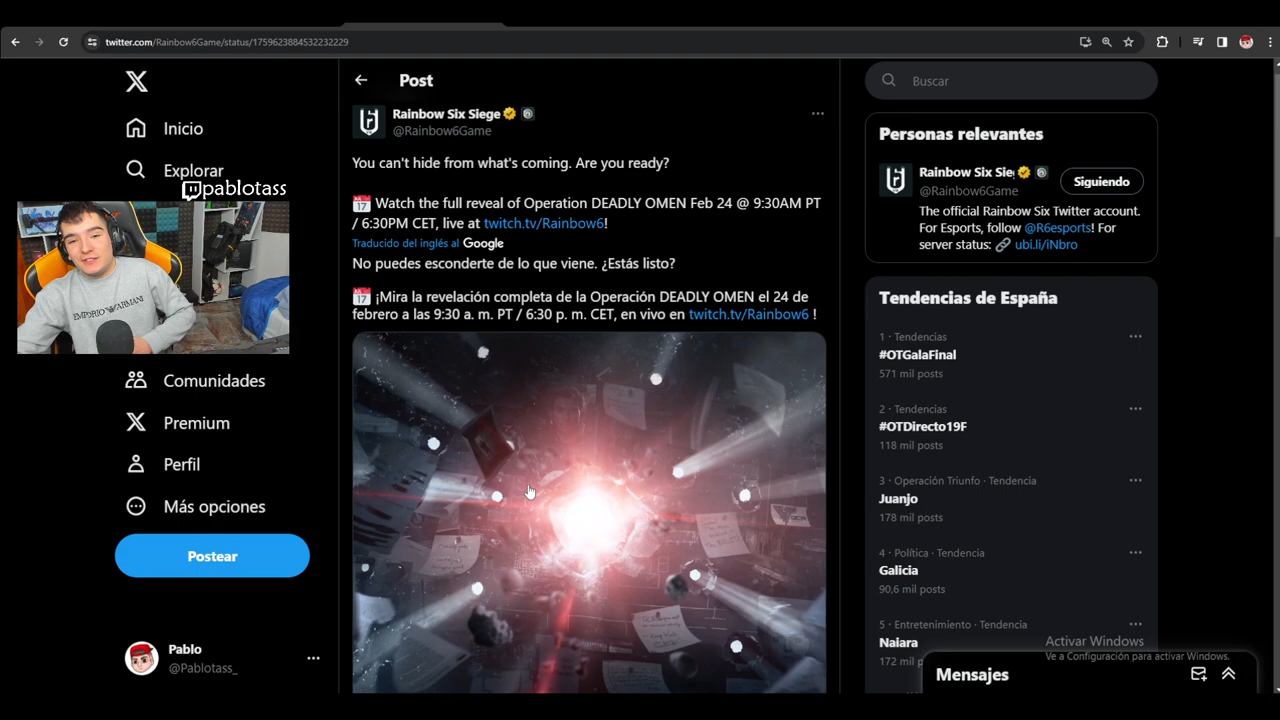 twitter.com/Rainbow6Game/status/1759623884532232229
Inicio
Explorar
pablotass
EMPORIO ARMANI
Comunidades
Premium
Perfil
Más opciones
Postear
Pablo
@Pablotass_
Post
Rainbow Six Siege
@Rainbow6Game
You can't hide from what's coming. Are you ready?
17 Watch the full reveal of Operation DEADLY OMEN Feb 24 @ 9:30AM PT
/ 6:30PM CET, live at twitch.tv/Rainbow6!
Traducido del inglés al Google
No puedes esconderte de lo que viene. ¿Estás listo?
17 ¡Mira la revelación completa de la Operación DEADLY OMEN el 24 de
febrero a las 9:30 a. m. PT / 6:30 p. m. CET, en vivo en twitch.tv/Rainbow6 !
Buscar
Personas relevantes
Rainbow Six Sie
@Rainbow6Game
Siguiendo
The official Rainbow Six Twitter account.
For Esports, follow @R6esports! For
server status: ubi.li/iNbro
Tendencias de España
1 · Tendencias
#OTGalaFinal
571 mil posts
2 · Tendencias
#OTDirecto19F
118 mil posts
3 · Operación Triunfo · Tendencia
Juanjo
178 mil posts
4 · Política · Tendencia
Galicia
90,6 mil posts
5 · Entretenimiento · Tendencia
Naiara
172 mil p
Activar Windows
Ve a Configuración para activar Windows.
Mensajes